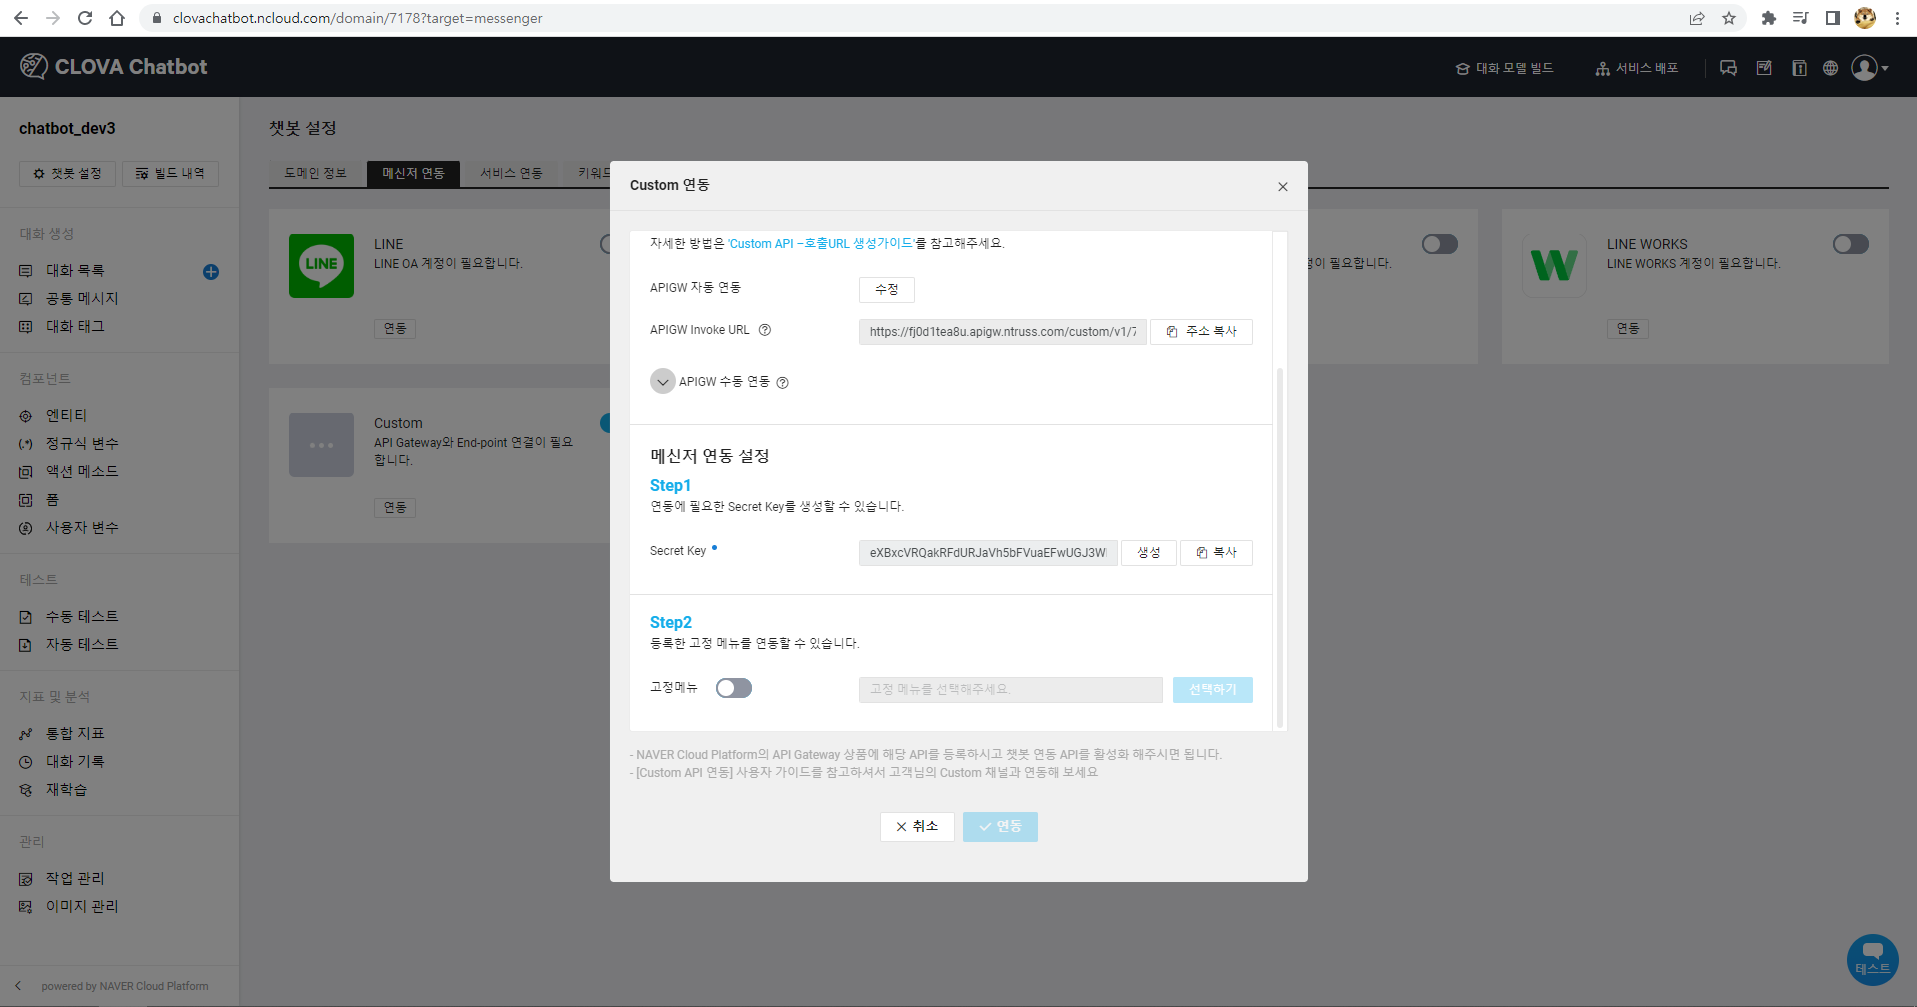 clovachatbot.ncloud.com/domain/7178?target=messenger
CLOVA Chatbot
대화 모델 빌드
서비스 배포
chatbot_dev3
챗봇 설정
빌드 내역
대화 생성
대화 목록
공통 메시지
대화 태그
컴포넌트
엔티티
정규식 변수
액션 메소드
폼
사용자 변수
테스트
수동 테스트
자동 테스트
지표 및 분석
통합 지표
대화 기록
재학습
관리
작업 관리
이미지 관리
powered by NAVER Cloud Platform
챗봇 설정
도메인 정보
메신저 연동
서비스 연동
키워드
LINE
LINE
LINE OA 계정이 필요합니다.
연동
Custom
API Gateway와 End-point 연결이 필요
합니다.
연동
이 필요합니다.
LINE WORKS
LINE WORKS 계정이 필요합니다.
연동
Custom 연동
자세한 방법은 'Custom API –호출URL 생성가이드'를 참고해주세요.
APIGW 자동 연동
수정
APIGW Invoke URL
https://fj0d1tea8u.apigw.ntruss.com/custom/v1/7
주소 복사
APIGW 수동 연동
메신저 연동 설정
Step1
연동에 필요한 Secret Key를 생성할 수 있습니다.
Secret Key
eXBxcVRQakRFdURJaVh5bFVuaEFwUGJ3W
생성
복사
Step2
등록한 고정 메뉴를 연동할 수 있습니다.
고정메뉴
고정 메뉴를 선택해주세요.
선택하기
- NAVER Cloud Platform의 API Gateway 상품에 해당 API를 등록하시고 챗봇 연동 API를 활성화 해주시면 됩니다.
- [Custom API 연동] 사용자 가이드를 참고하셔서 고객님의 Custom 채널과 연동해 보세요
취소
연동
테스트